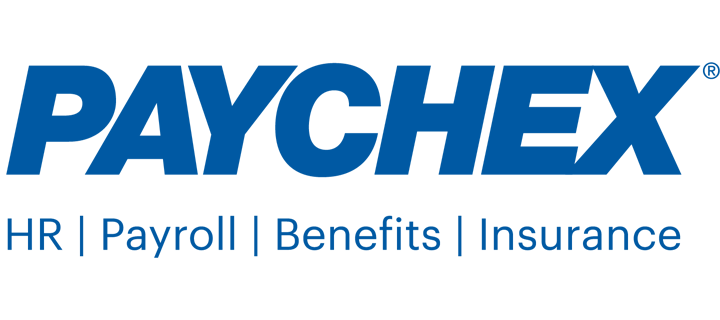 PAYCHEX®
HR | Payroll | Benefits | Insurance